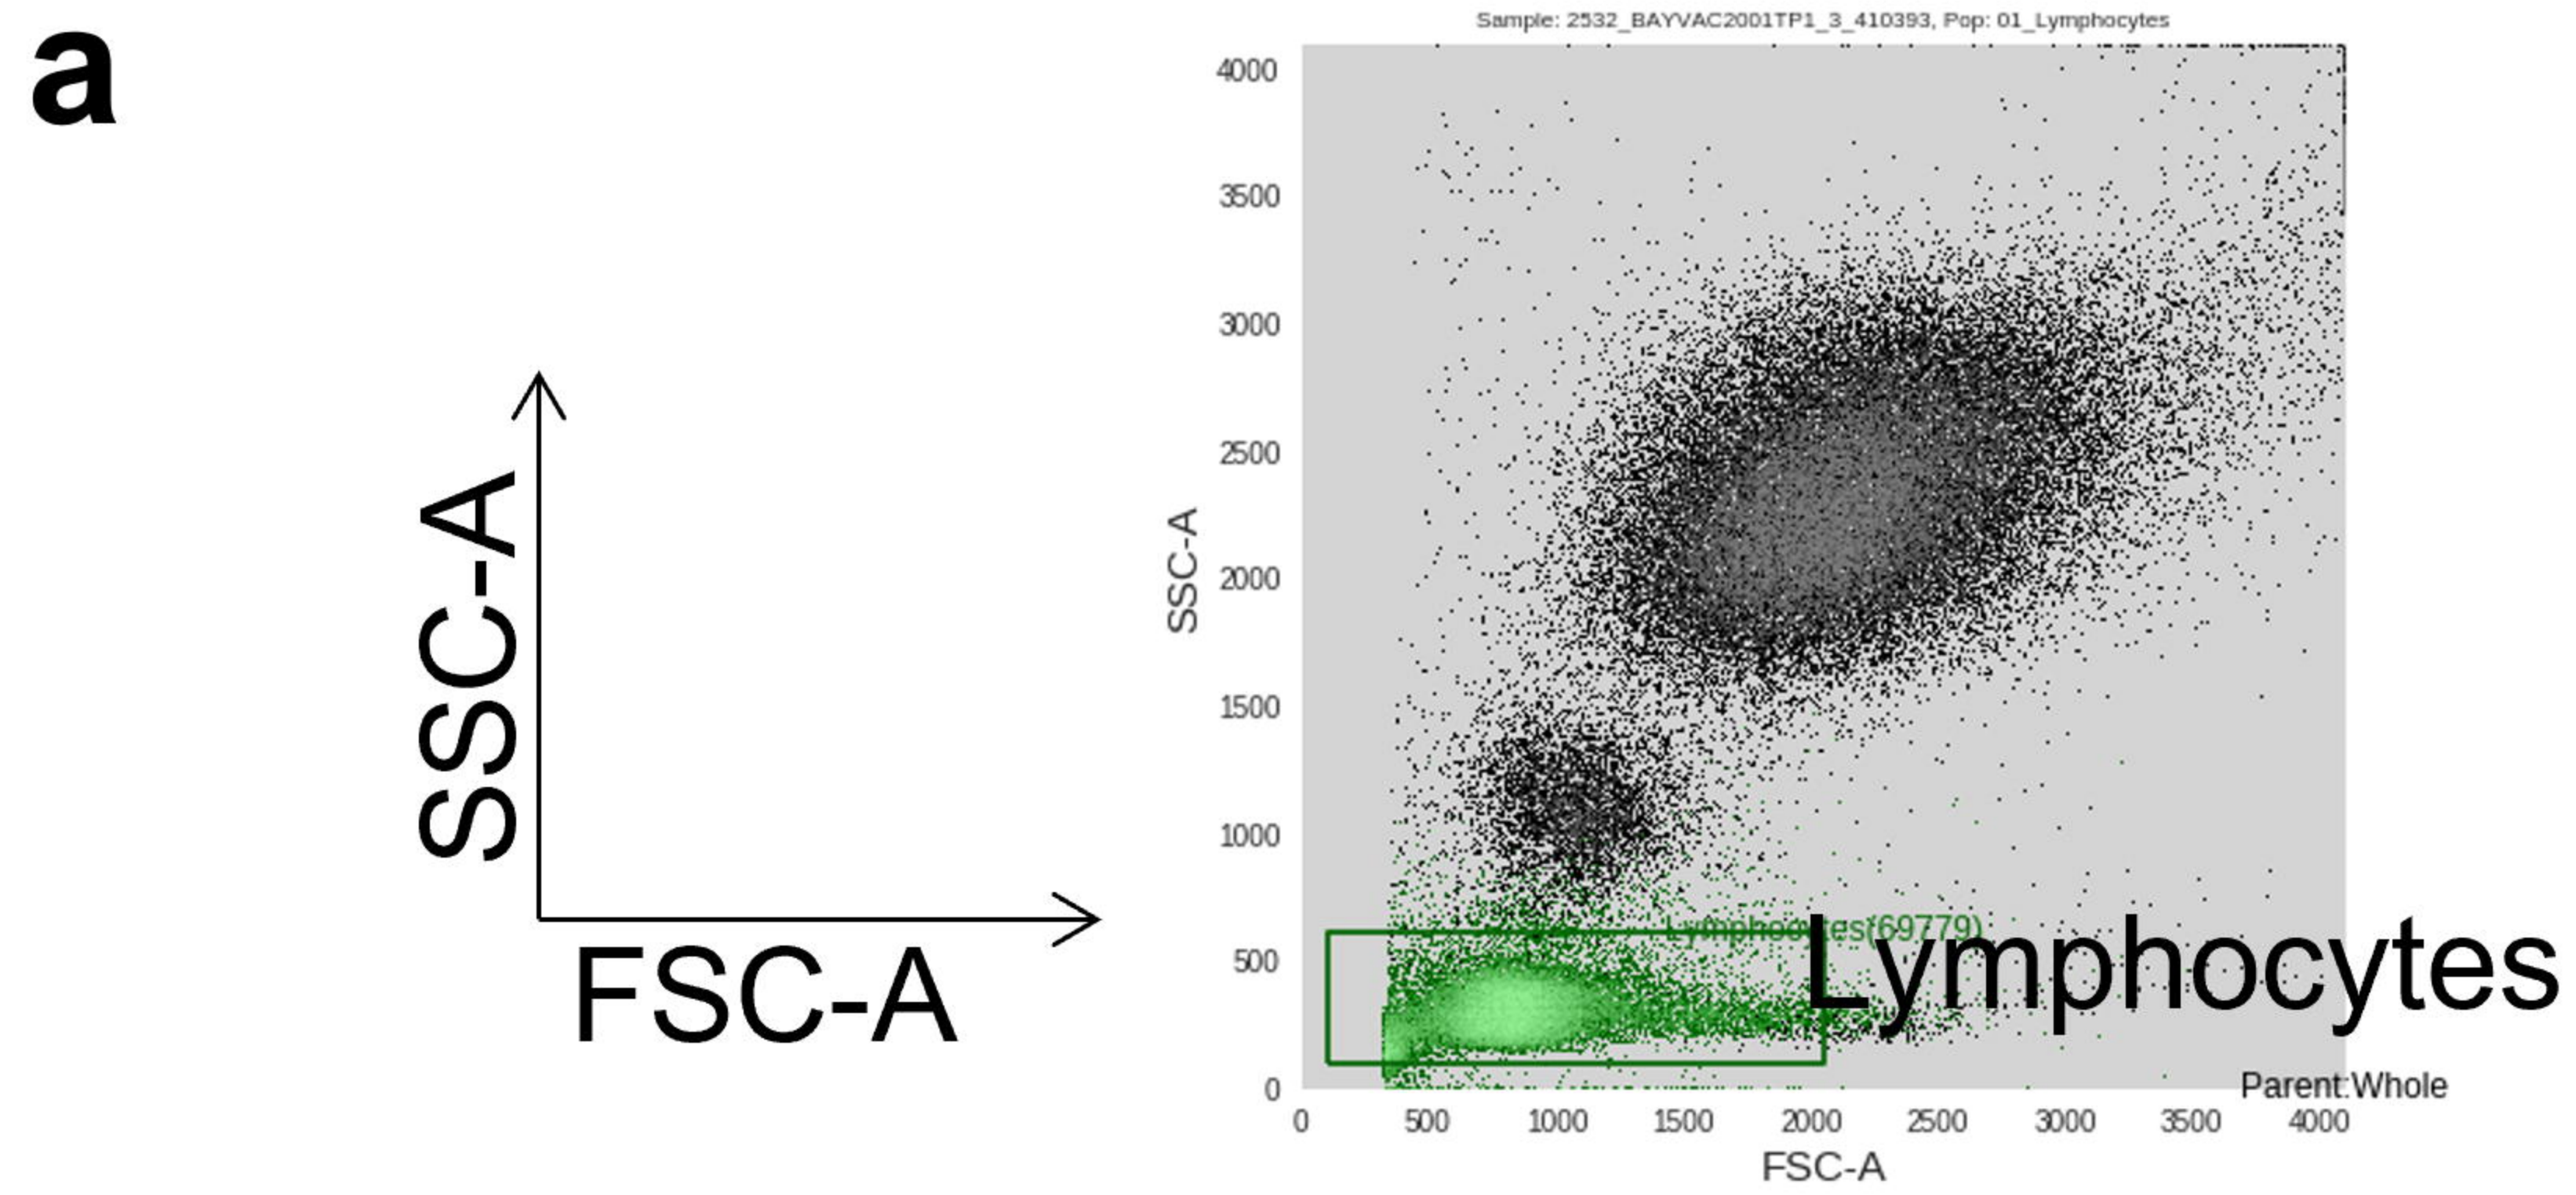 a
Sample: 2532_BAYVAC2001TP1_3_410393, Pop: 01_Lymphocytes
4000
3500
3000
2500
2000
1500
1000
500
0
SSC-A
SSC-A
FSC-A
Lymphocytes(69779)
Lymphocytes
Parent:Whole
0 500 1000 1500 2000 2500 3000 3500 4000
FSC-A